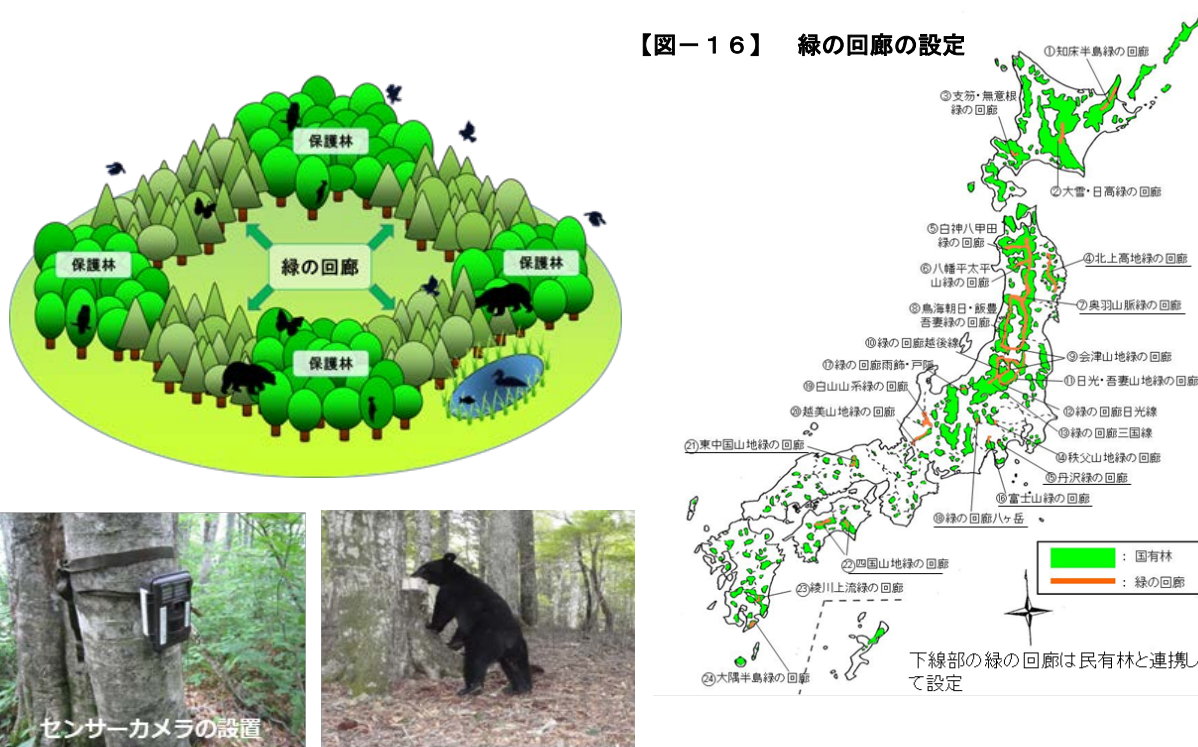 保護林
保護林
緑の回廊
保護林
保護林
センサーカメラの設置
【図-16】 緑の回廊の設定
①知床半島緑の回廊
③支笏・無意根
緑の回廊
②大雪・日高緑の回廊
⑤白神八甲田
緑の回廊
④北上高地緑の回廊
⑥八幡平太平
山緑の回廊
⑦奥羽山脈緑の回廊
⑧鳥海朝日・飯豊
吾妻緑の回廊
⑩緑の回廊越後線
⑨会津山地緑の回廊
⑰緑の回廊雨飾・戸隠
⑪日光・吾妻山地緑の回廊
⑲白山山系緑の回廊
⑫緑の回廊日光線
⑳越美山地緑の回廊
⑬緑の回廊三国線
㉑東中国山地緑の回廊
⑭秩父山地緑の回廊
⑮丹沢緑の回廊
⑯富士山緑の回廊
⑱緑の回廊八ヶ岳
㉒四国山地緑の回廊
㉓綾川上流緑の回廊
㉔大隅半島緑の回廊
：国有林
：緑の回廊
下線部の緑の回廊は民有林と連携し
て設定